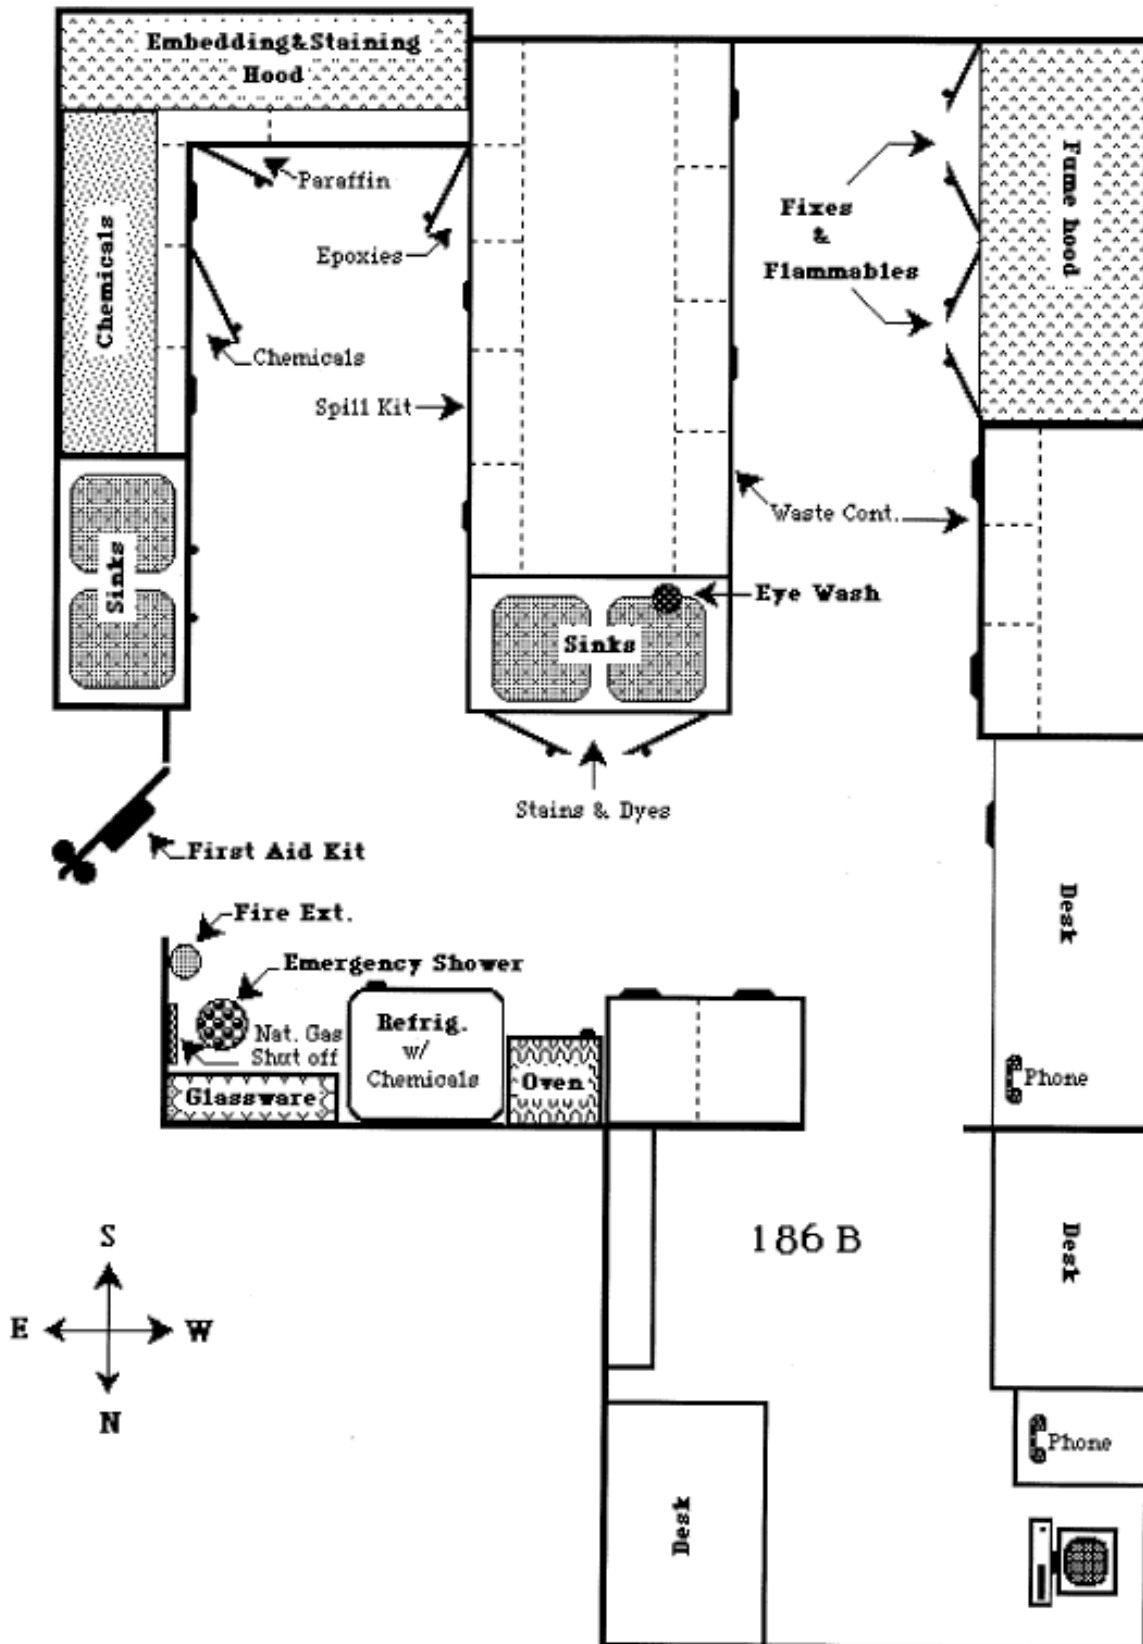 Embedding&Staining
Hood
Paraffin
Epoxies
Chemicals
Chemicals
Spill Kit
Fixes
&
Flammables
Fume hood
Waste Cont.
Sinks
Eye Wash
Sinks
Stains & Dyes
First Aid Kit
Fire Ext.
Emergency Shower
Nat. Gas
Shut off
Refrig.
w/
Chemicals
Glassware
Oven
Desk
Phone
186 B
Desk
S
E
W
N
Phone
Desk